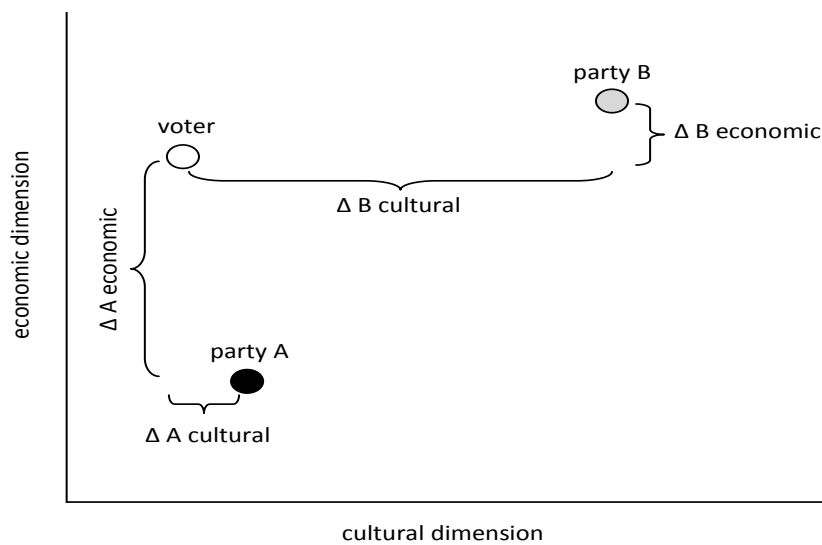 party B
voter
Δ B economic
Δ B cultural
economic dimension
Δ A economic
party A
Δ A cultural
cultural dimension